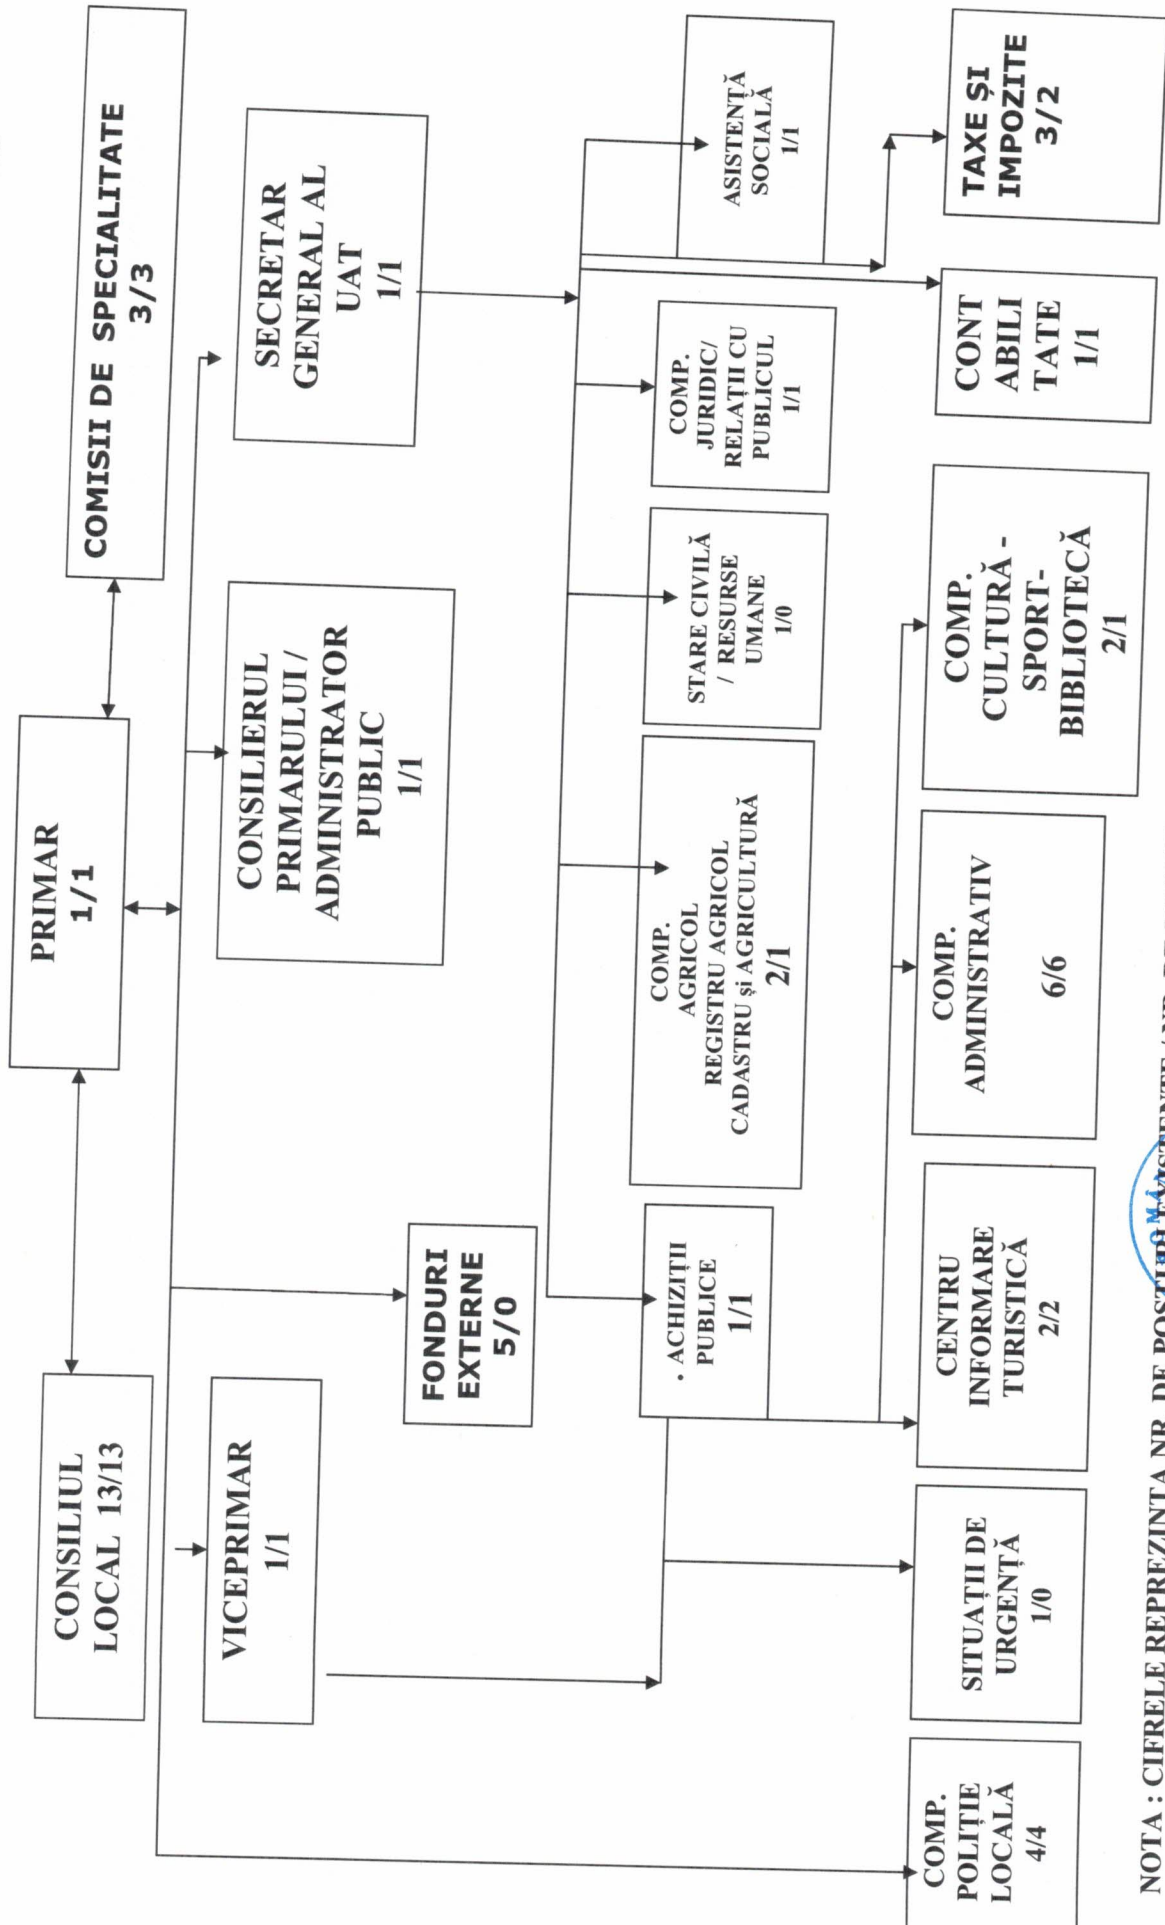 CONSILIUL
LOCAL 13/13
PRIMAR
1/1
COMISII DE SPECIALITATE
3/3
VICEPRIMAR
1/1
FONDURI
EXTERNE
5/0
CONSILIERUL
PRIMARULUI /
ADMINISTRATOR
PUBLIC
1/1
SECRETAR
GENERAL AL
UAT
1/1
. ACHIZIȚII
PUBLICE
1/1
COMP.
AGRICOL
REGISTRU AGRICOL
CADASTRU și AGRICULTURĂ
2/1
STARE CIVILĂ
/ RESURSE
UMANE
1/0
COMP.
JURIDIC/
RELAȚII CU
PUBLICUL
1/1
ASISTENȚĂ
SOCIALĂ
1/1
COMP.
POLIȚIE
LOCALĂ
4/4
SITUAȚII DE
URGENȚĂ
1/0
CENTRU
INFORMARE
TURISTICĂ
2/2
COMP.
ADMINISTRATIV
6/6
COMP.
CULTURĂ -
SPORT-
BIBLIOTECĂ
2/1
CONT
ABILI
TATE
1/1
TAXE ȘI
IMPOZITE
3/2
NOTA : CIFRELE REPREZINTA NR. DE POSTURI EXISTENTE / NR.